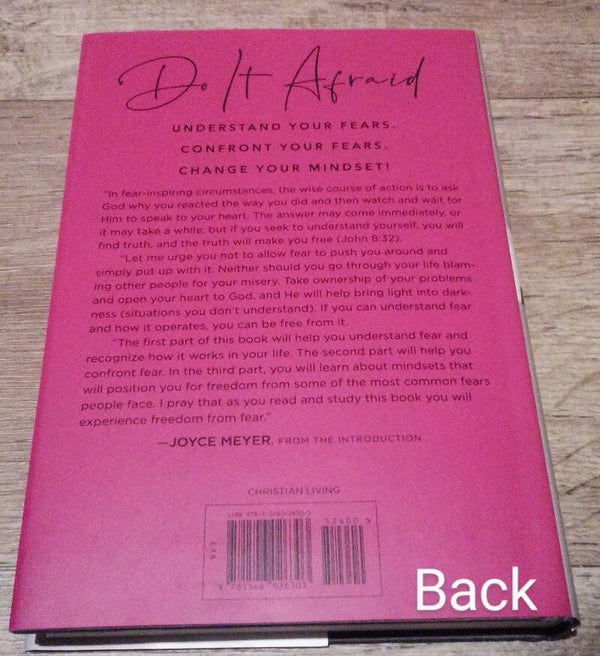 Do It Afraid
UNDERSTAND YOUR FEARS.
CONFRONT YOUR FEARS.
CHANGE YOUR MINDSET!
"In fear-inspiring circumstances, the wise course of action is to ask
God why you reacted the way you did and then watch and wait for
Him to speak to your heart. The answer may come immediately, or
it may take a while, but if you seek to understand yourself, you will
find truth, and the truth will make you free (John 8:32).
"Let me urge you not to allow fear to push you around and
simply put up with it. Neither should you go through your life blam-
ing other people for your misery. Take ownership of your problems
and open your heart to God, and He will help bring light into dark-
ness (situations you don't understand). If you can understand fear
and how it operates, you can be free from it.
"The first part of this book will help you understand fear and
recognize how it works in your life. The second part will help you
confront fear. In the third part, you will learn about mindsets that
will position you for freedom from some of the most common fears
people face. I pray that as you read and study this book you will
experience freedom from fear."
—JOYCE MEYER, FROM THE INTRODUCTION
CHRISTIAN LIVING
52600
Back